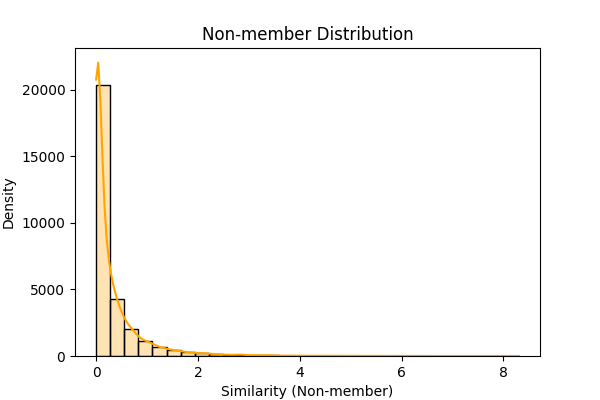 Non-member Distribution
Density
20000
15000
10000
5000
0
0 2 4 6 8
Similarity (Non-member)